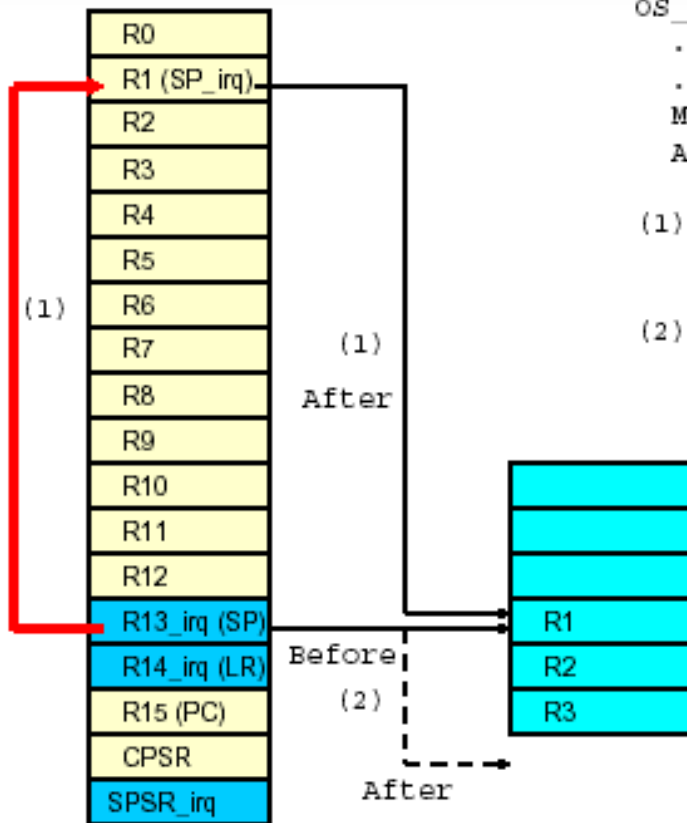 R0
R1 (SP_irq)
R2
R3
R4
R5
R6
R7
R8
R9
R10
R11
R12
R13_irq (SP)
R14_irq (LR)
R15 (PC)
CPSR
SPSR_irq
(1)
(1)
After
Before
(2)
After
OS_
.
.
M
A
(1)
(2)
R1
R2
R3